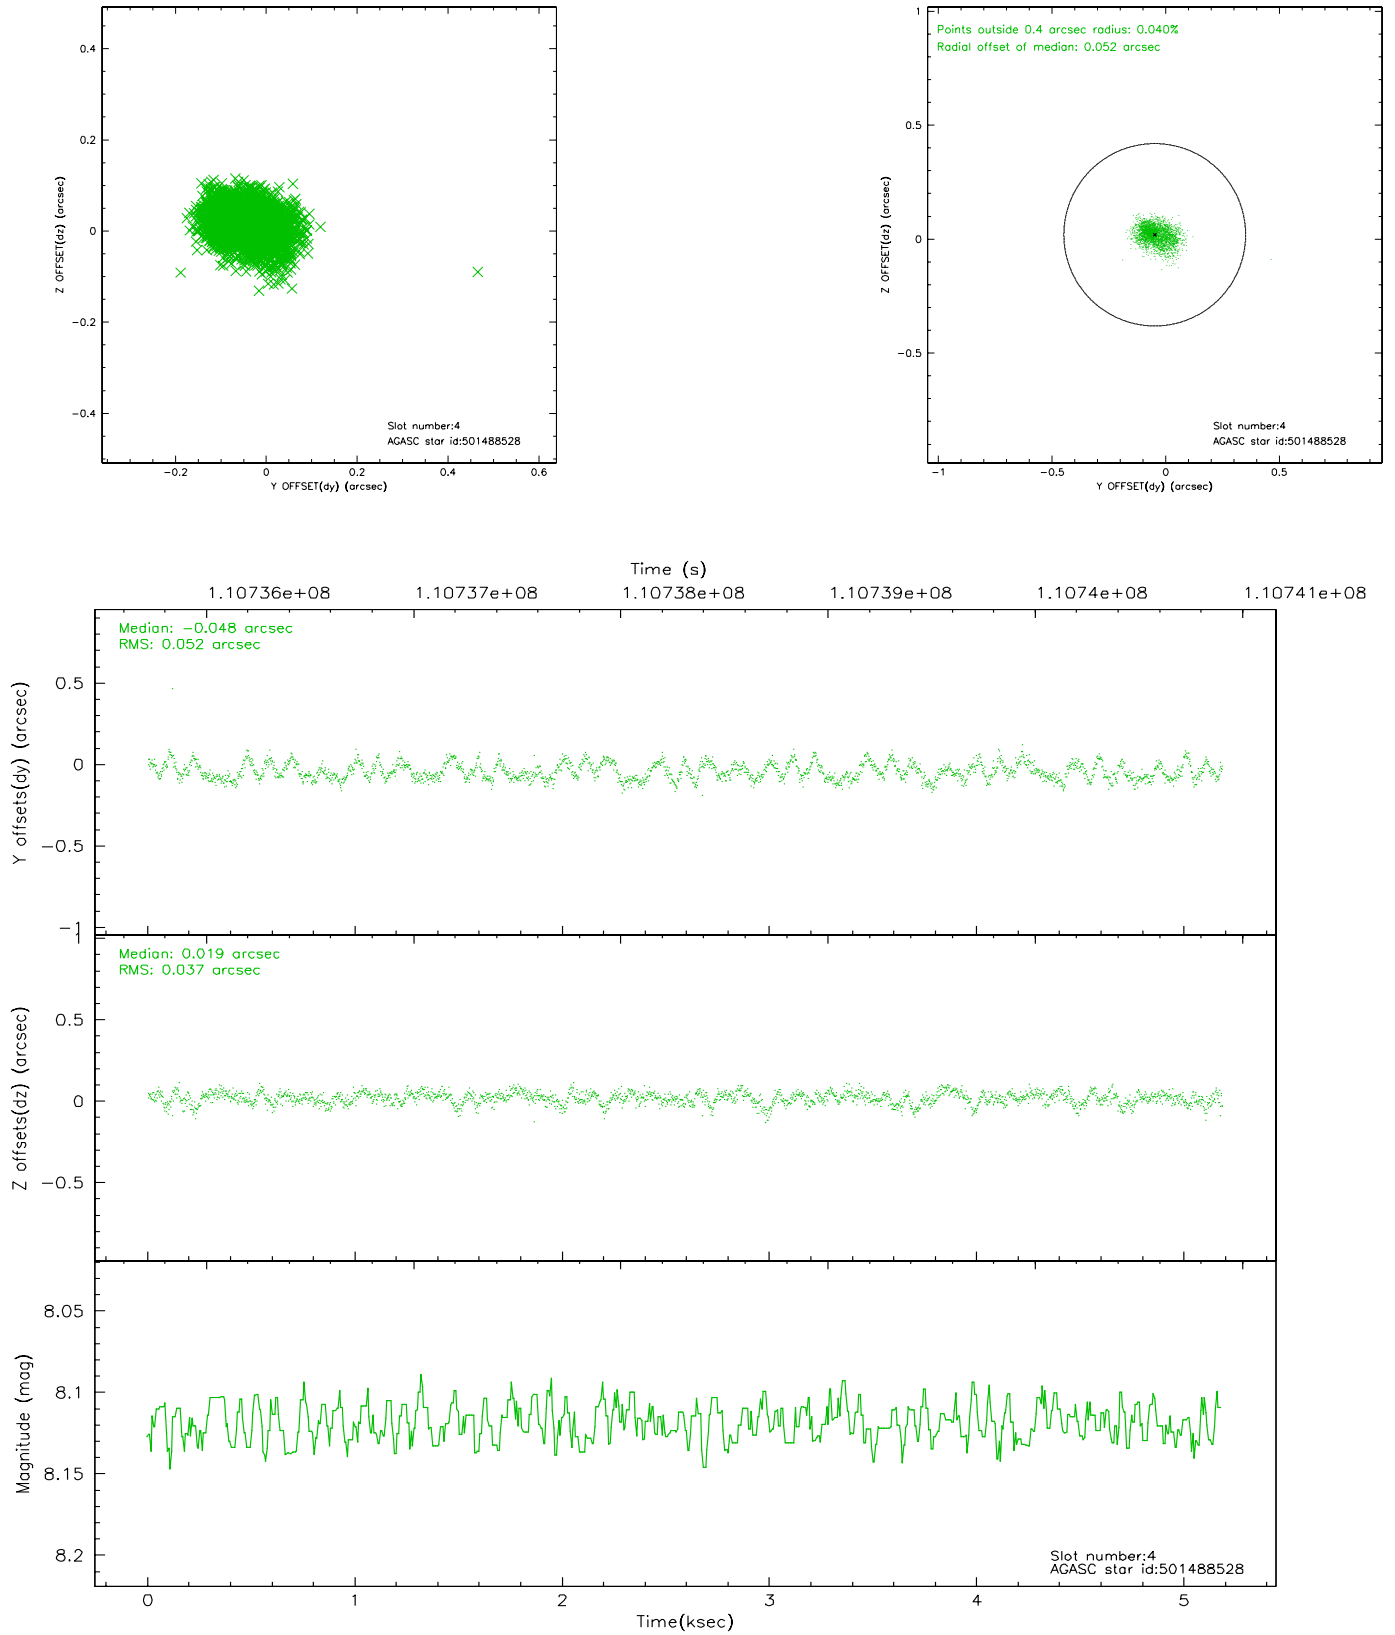 0.4
0.2
0
−0.2
−0.4
Z OFFSET(dz) (arcsec)
Slot number:4
AGASC star id:501488528
−0.2 0 0.2 0.4 0.6
Y OFFSET(dy) (arcsec)
1
0.5
0
−0.5
Z OFFSET(dz) (arcsec)
Points outside 0.4 arcsec radius: 0.040%
Radial offset of median: 0.052 arcsec
Slot number:4
AGASC star id:501488528
−1 −0.5 0 0.5
Y OFFSET(dy) (arcsec)
Time (s)
1.10736e+08 1.10737e+08 1.10738e+08 1.10739e+08 1.1074e+08 1.10741e+08
Median: −0.048 arcsec
RMS: 0.052 arcsec
0.5
0
−0.5
−1
Y offsets(dy) (arcsec)
Median: 0.019 arcsec
RMS: 0.037 arcsec
1
0.5
0
−0.5
Z offsets(dz) (arcsec)
8.05
8.1
8.15
8.2
Magnitude (mag)
Slot number:4
AGASC star id:501488528
0 1 2 3 4 5
Time(ksec)